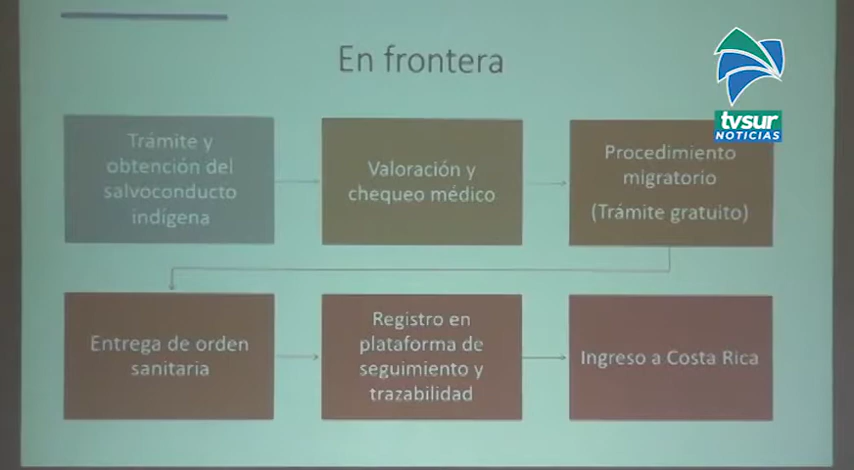 En frontera
tvsur
NOTICIAS
Trámite y
obtención del
salvoconducto
indígena
Valoración y
chequeo médico
Procedimiento
migratorio
(Trámite gratuito)
Entrega de orden
sanitaria
Registro en
plataforma de
seguimiento y
trazabilidad
Ingreso a Costa Rica